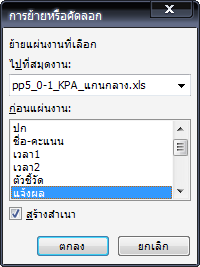 การย้ายหรือคัดลอก
ย้ายแผ่นงานที่เลือก
ไปที่สมุดงาน:
pp5_0-1_KPA_แกนกลาง.xls
ก่อนแผ่นงาน:
ปก
ชื่อ-คะแนน
เวลา1
เวลา2
ตัวชี้วัด
แจ้งผล
สร้างสำเนา
ตกลง
ยกเลิก